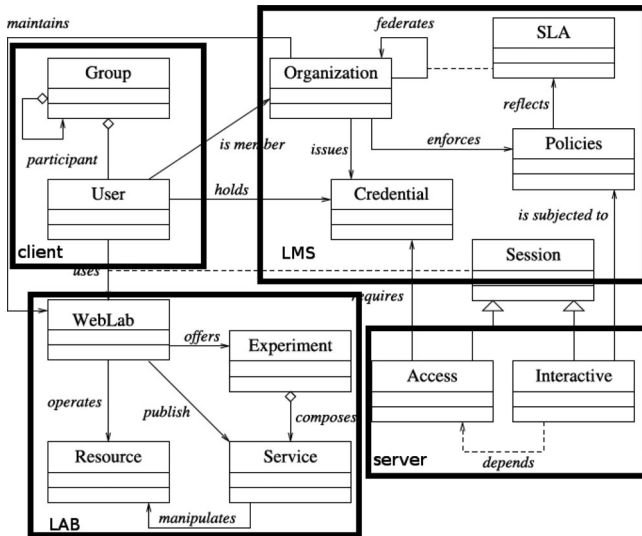 maintains
federates
SLA
Group
Organization
reflects
participant
is member
issues
enforces
Policies
User
holds
Credential
is subjected to
client
LMS
Session
uses
requires
WebLab
offers
Experiment
Access
Interactive
operates
publish
composes
Resource
Service
server
depends
LAB
manipulates